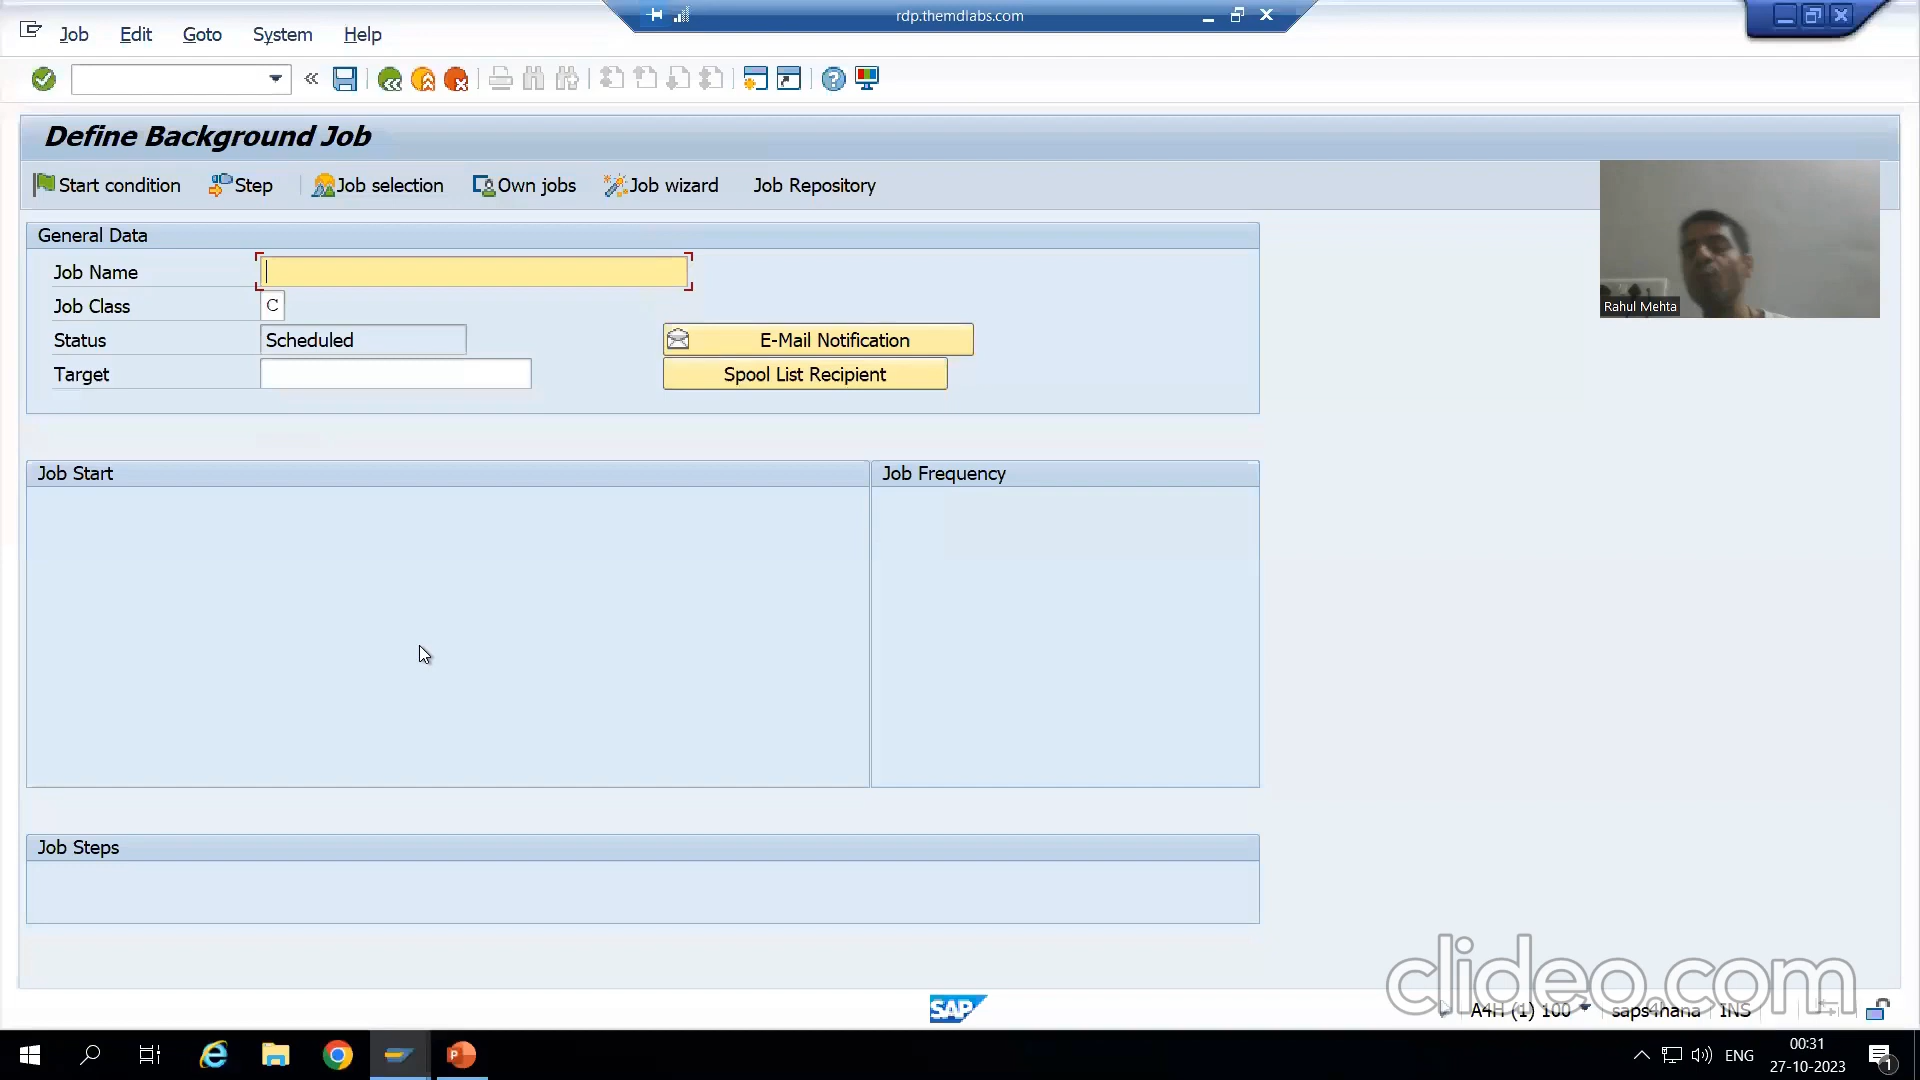 rdp.themdlabs.com
Job Edit Goto System Help
Define Background Job
Start condition Step Job selection Own jobs Job wizard Job Repository
General Data
Job Name
Job Class C
Status Scheduled E-Mail Notification
Target Spool List Recipient
Rahul Mehta
Job Start Job Frequency
Job Steps
clideo.com
SAP A4H (1) 100 saps4hana INS
ENG 00:31
27-10-2023 1